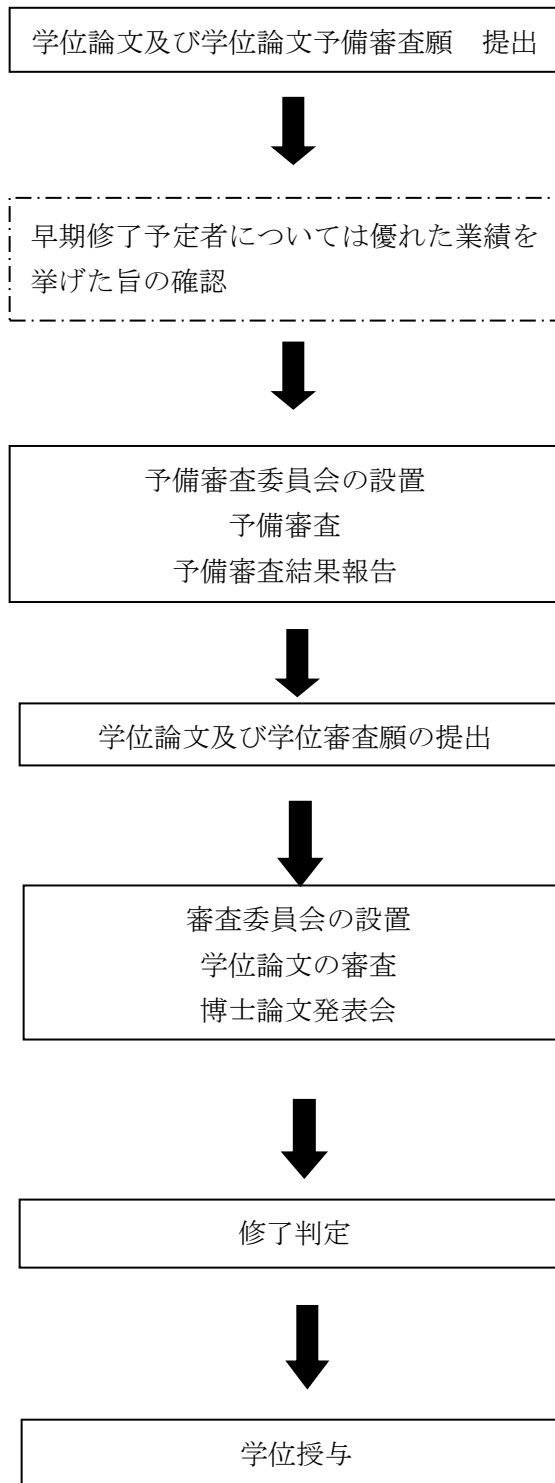 学位論文及び学位論文予備審査願　提出
早期修了予定者については優れた業績を
挙げた旨の確認
予備審査委員会の設置
予備審査
予備審査結果報告
学位論文及び学位審査願の提出
審査委員会の設置
学位論文の審査
博士論文発表会
修了判定
学位授与